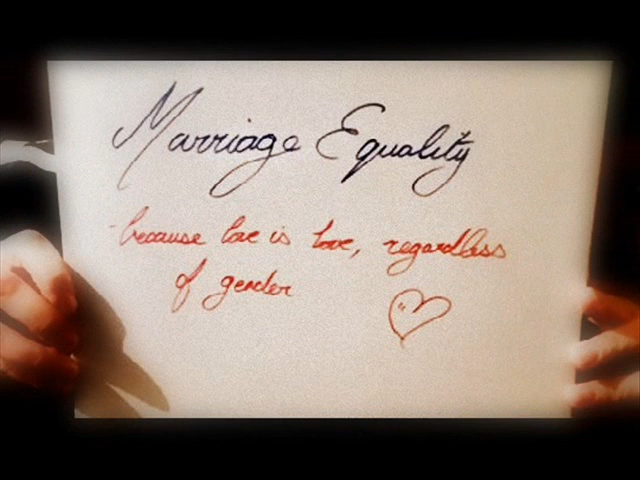 Marriage Equality
-because love is love, regardless
of gender